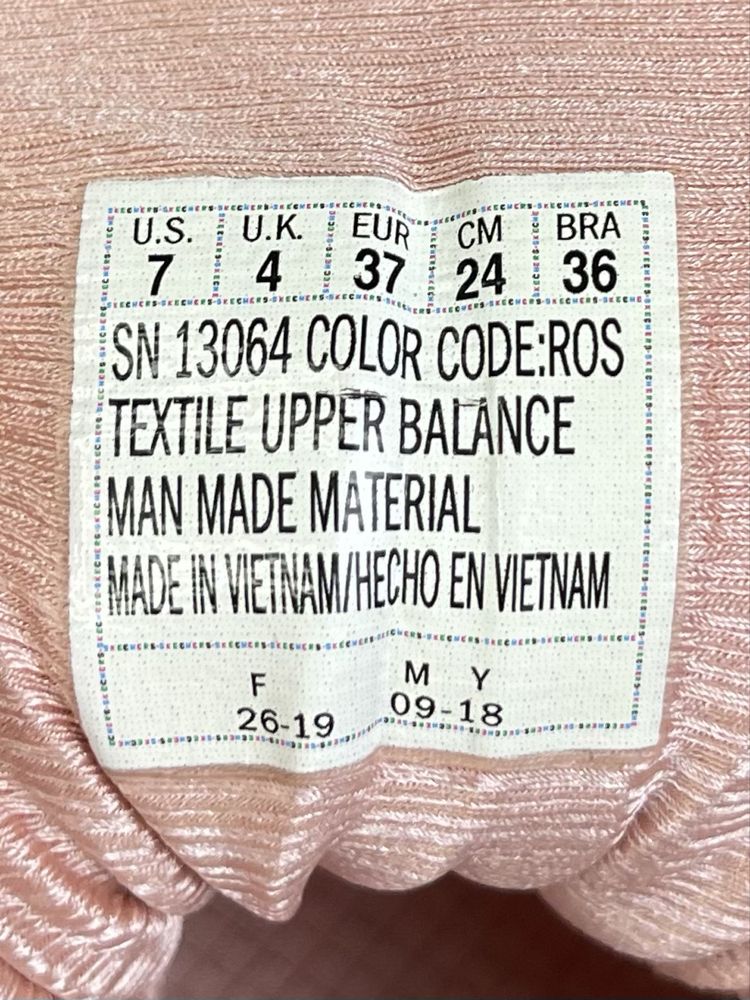 U.S. U.K. EUR CM BRA
7 4 37 24 36
SN 13064 COLOR CODE:ROS
TEXTILE UPPER BALANCE
MAN MADE MATERIAL
MADE IN VIETNAM/HECHO EN VIETNAM
F M Y
26-19 09-18